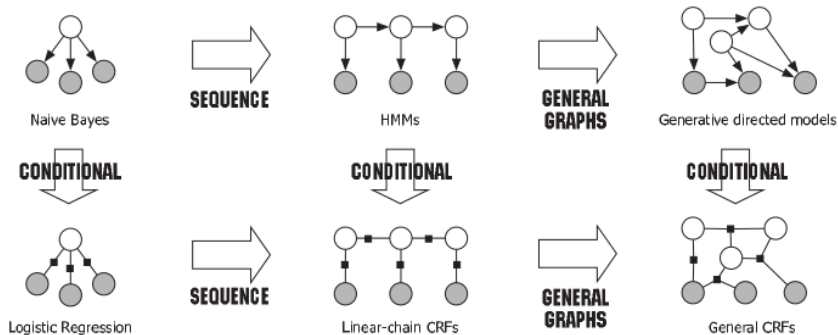 SEQUENCE
GENERAL
GRAPHS
Naive Bayes
HMMs
Generative directed models
CONDITIONAL
CONDITIONAL
CONDITIONAL
SEQUENCE
GENERAL
GRAPHS
Logistic Regression
Linear-chain CRFs
General CRFs